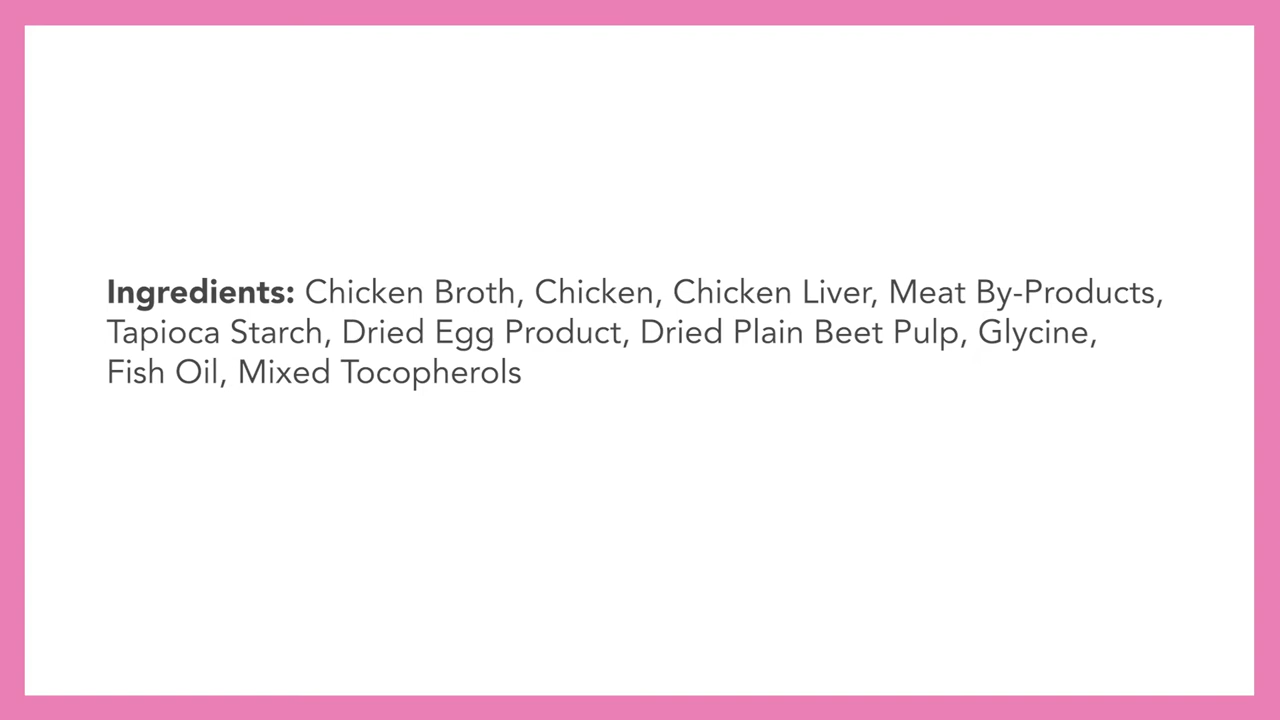 Ingredients: Chicken Broth, Chicken, Chicken Liver, Meat By-Products,
Tapioca Starch, Dried Egg Product, Dried Plain Beet Pulp, Glycine,
Fish Oil, Mixed Tocopherols